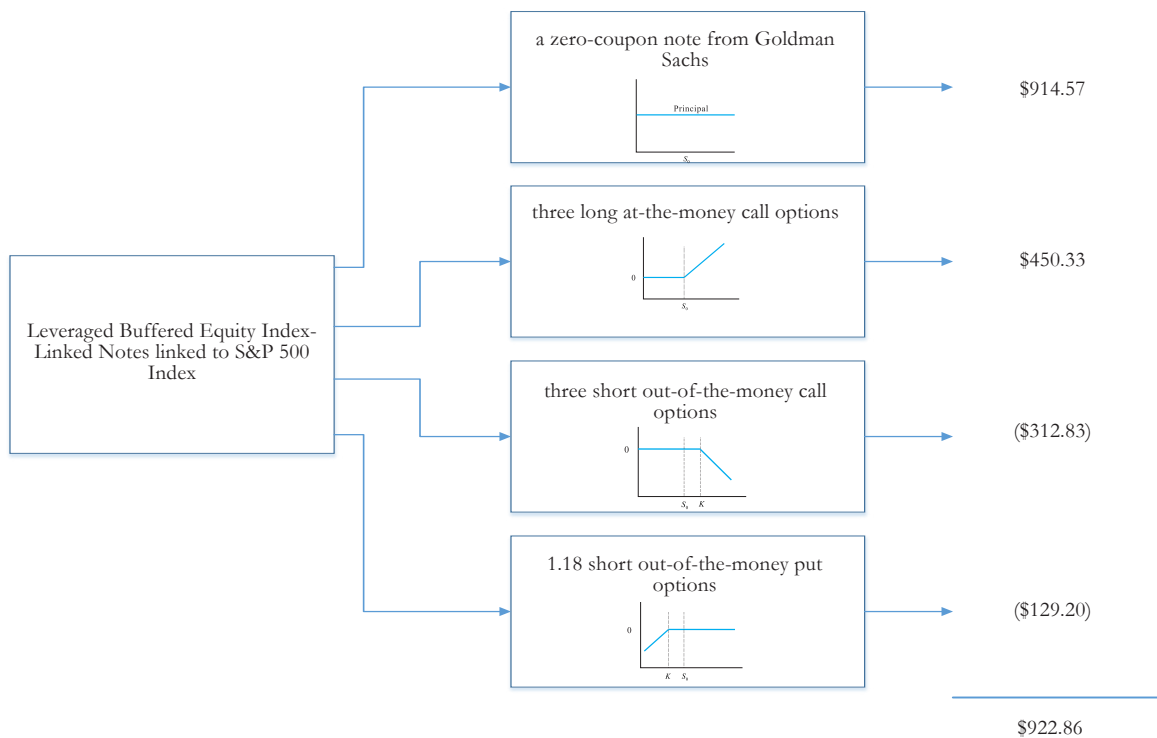 a zero-coupon note from Goldman
Sachs
Principal
S₀
$914.57
three long at-the-money call options
0
S₀
$450.33
Leveraged Buffered Equity Index-
Linked Notes linked to S&P 500
Index
three short out-of-the-money call
options
0
S₀ K
($312.83)
1.18 short out-of-the-money put
options
0
K S₀
($129.20)
$922.86